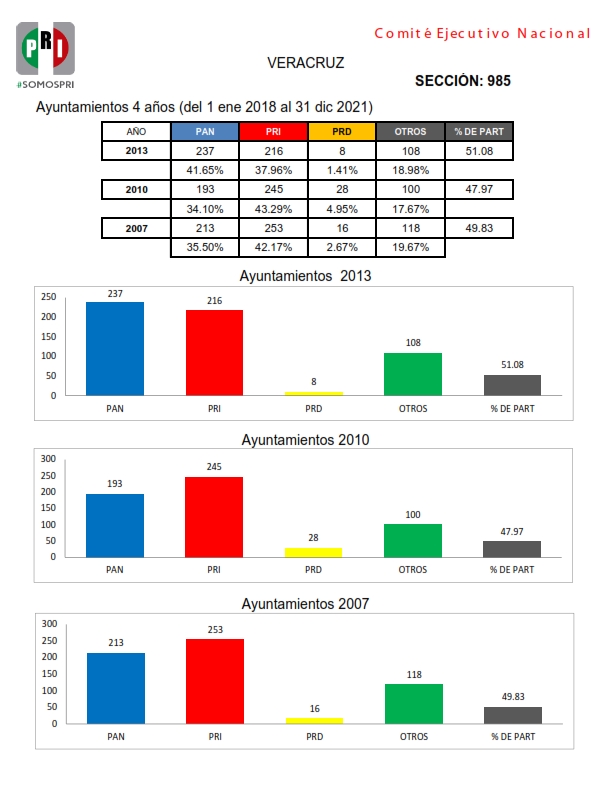 PRI
#SOMOSPRI
Comité Ejecutivo Nacional
VERACRUZ
SECCIÓN: 985
Ayuntamientos 4 años (del 1 ene 2018 al 31 dic 2021)
AÑO PAN PRI PRD OTROS % DE PART
2013 237 216 8 108 51.08
41.65% 37.96% 1.41% 18.98%
2010 193 245 28 100 47.97
34.10% 43.29% 4.95% 17.67%
2007 213 253 16 118 49.83
35.50% 42.17% 2.67% 19.67%
Ayuntamientos 2013
250
200
150
100
50
0
237 216 8 108 51.08
PAN PRI PRD OTROS % DE PART
Ayuntamientos 2010
300
250
200
150
100
50
0
193 245 28 100 47.97
PAN PRI PRD OTROS % DE PART
Ayuntamientos 2007
300
250
200
150
100
50
0
213 253 16 118 49.83
PAN PRI PRD OTROS % DE PART